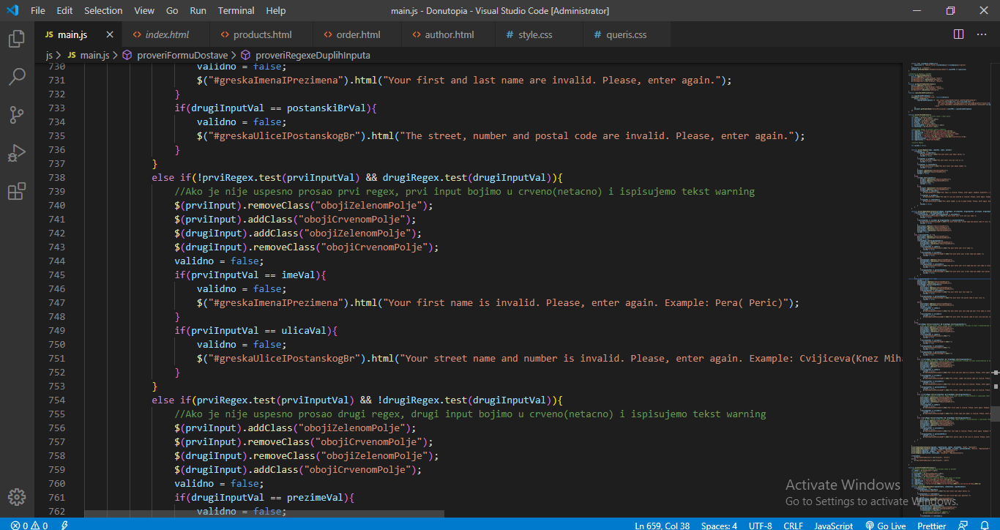 File Edit Selection View Go Run Terminal Help main.js - Donutopia - Visual Studio Code [Administrator]
JS main.js <> index.html <> products.html <> order.html <> author.html # style.css # queris.css
js > JS main.js > proveriFormuDostave > proveriRegexeDuplihInputa
730 validno = false;
731 $("#greskaImenaIPrezimena").html("Your first and last name are invalid. Please, enter again.");
732 }
733 if(drugiInputVal == postanskiBrVal){
734 validno = false;
735 $("#greskaUliceIPostanskogBr").html("The street, number and postal code are invalid. Please, enter again.");
736 }
737 }
738 else if(!prviRegex.test(prviInputVal) && drugiRegex.test(drugiInputVal)){
739 //Ako je nije uspesno prosao prvi regex, prvi input bojimo u crveno(netacno) i ispisujemo tekst warning
740 $(prviInput).removeClass("obojiZelenomPolje");
741 $(prviInput).addClass("obojiCrvenomPolje");
742 $(drugiInput).addClass("obojiZelenomPolje");
743 $(drugiInput).removeClass("obojiCrvenomPolje");
744 validno = false;
745 if(prviInputVal == imeVal){
746 validno = false;
747 $("#greskaImenaIPrezimena").html("Your first name is invalid. Please, enter again. Example: Pera( Peric)");
748 }
749 if(prviInputVal == ulicaVal){
750 validno = false;
751 $("#greskaUliceIPostanskogBr").html("Your street name and number is invalid. Please, enter again. Example: Cvijiceva(Knez Mih
752 }
753 }
754 else if(prviRegex.test(prviInputVal) && !drugiRegex.test(drugiInputVal)){
755 //Ako je nije uspesno prosao drugi regex, drugi input bojimo u crveno(netacno) i ispisujemo tekst warning
756 $(prviInput).addClass("obojiZelenomPolje");
757 $(prviInput).removeClass("obojiCrvenomPolje");
758 $(drugiInput).removeClass("obojiZelenomPolje");
759 $(drugiInput).addClass("obojiCrvenomPolje");
760 validno = false;
761 if(drugiInputVal == prezimeVal){
762 validno = false;
Activate Windows
Go to Settings to activate Windows.
0 0 Ln 659, Col 38 Spaces: 4 UTF-8 CRLF JavaScript Go Live Prettier